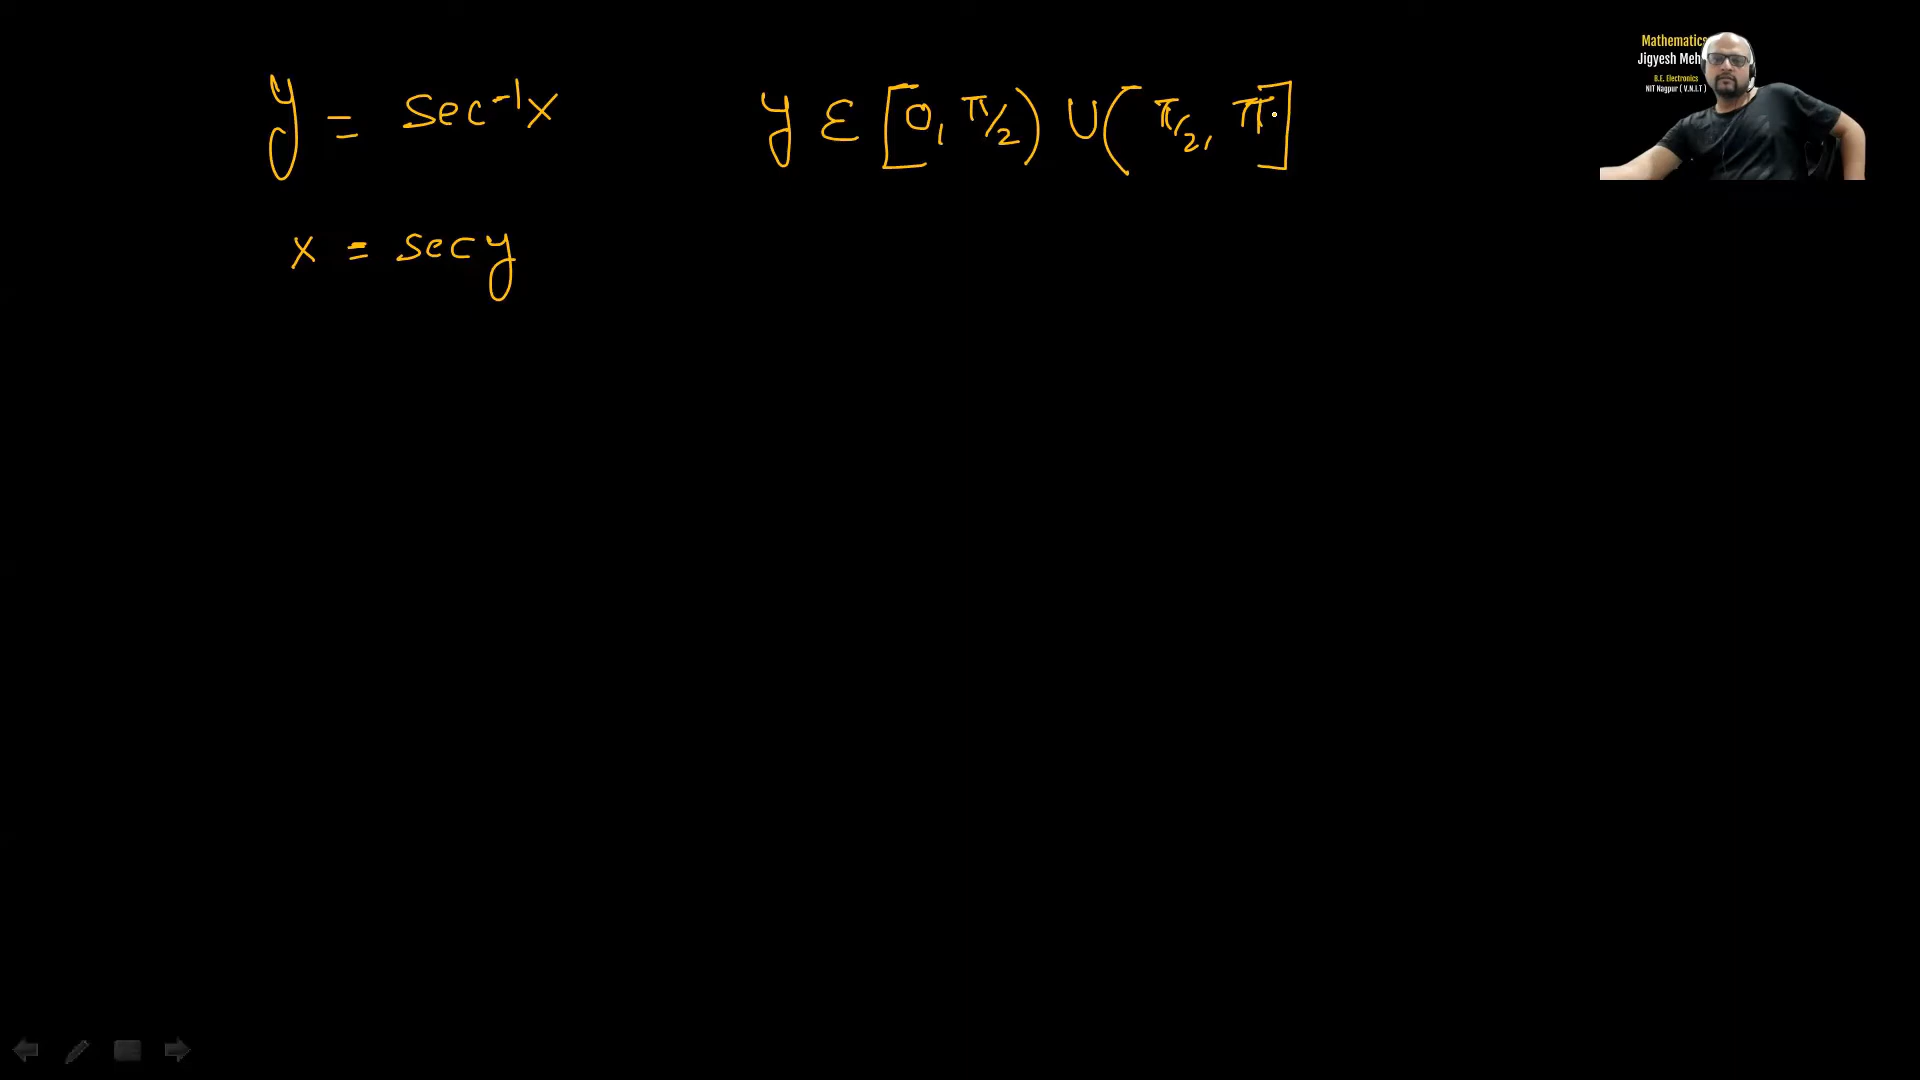 y = sec⁻¹x
y ε [0, π/2) ∪ (π/2, π]
x = sec y
Mathematics
Jigyesh Meh
B.E. Electronics
NIT Nagpur ( V.N.I.T )